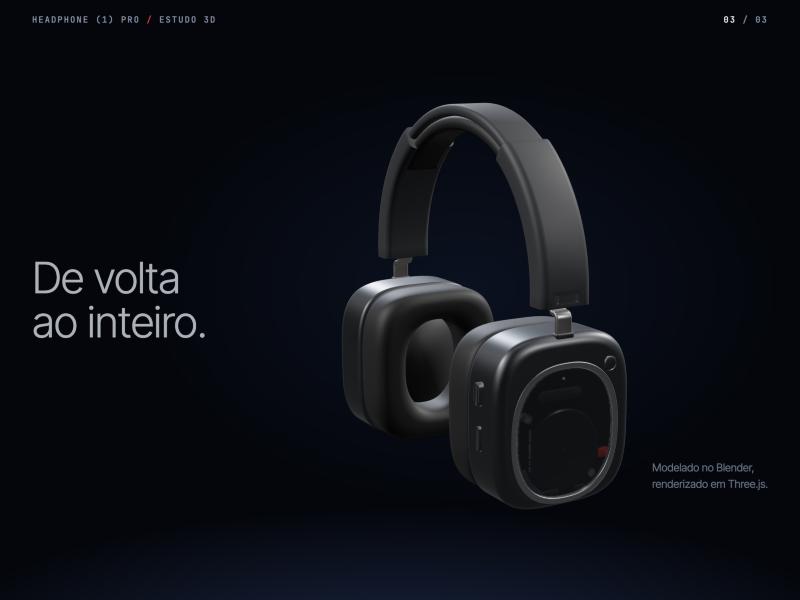 HEADPHONE (1) PRO / ESTUDO 3D
03 / 03
De volta
ao inteiro.
Modelado no Blender,
renderizado em Three.js.